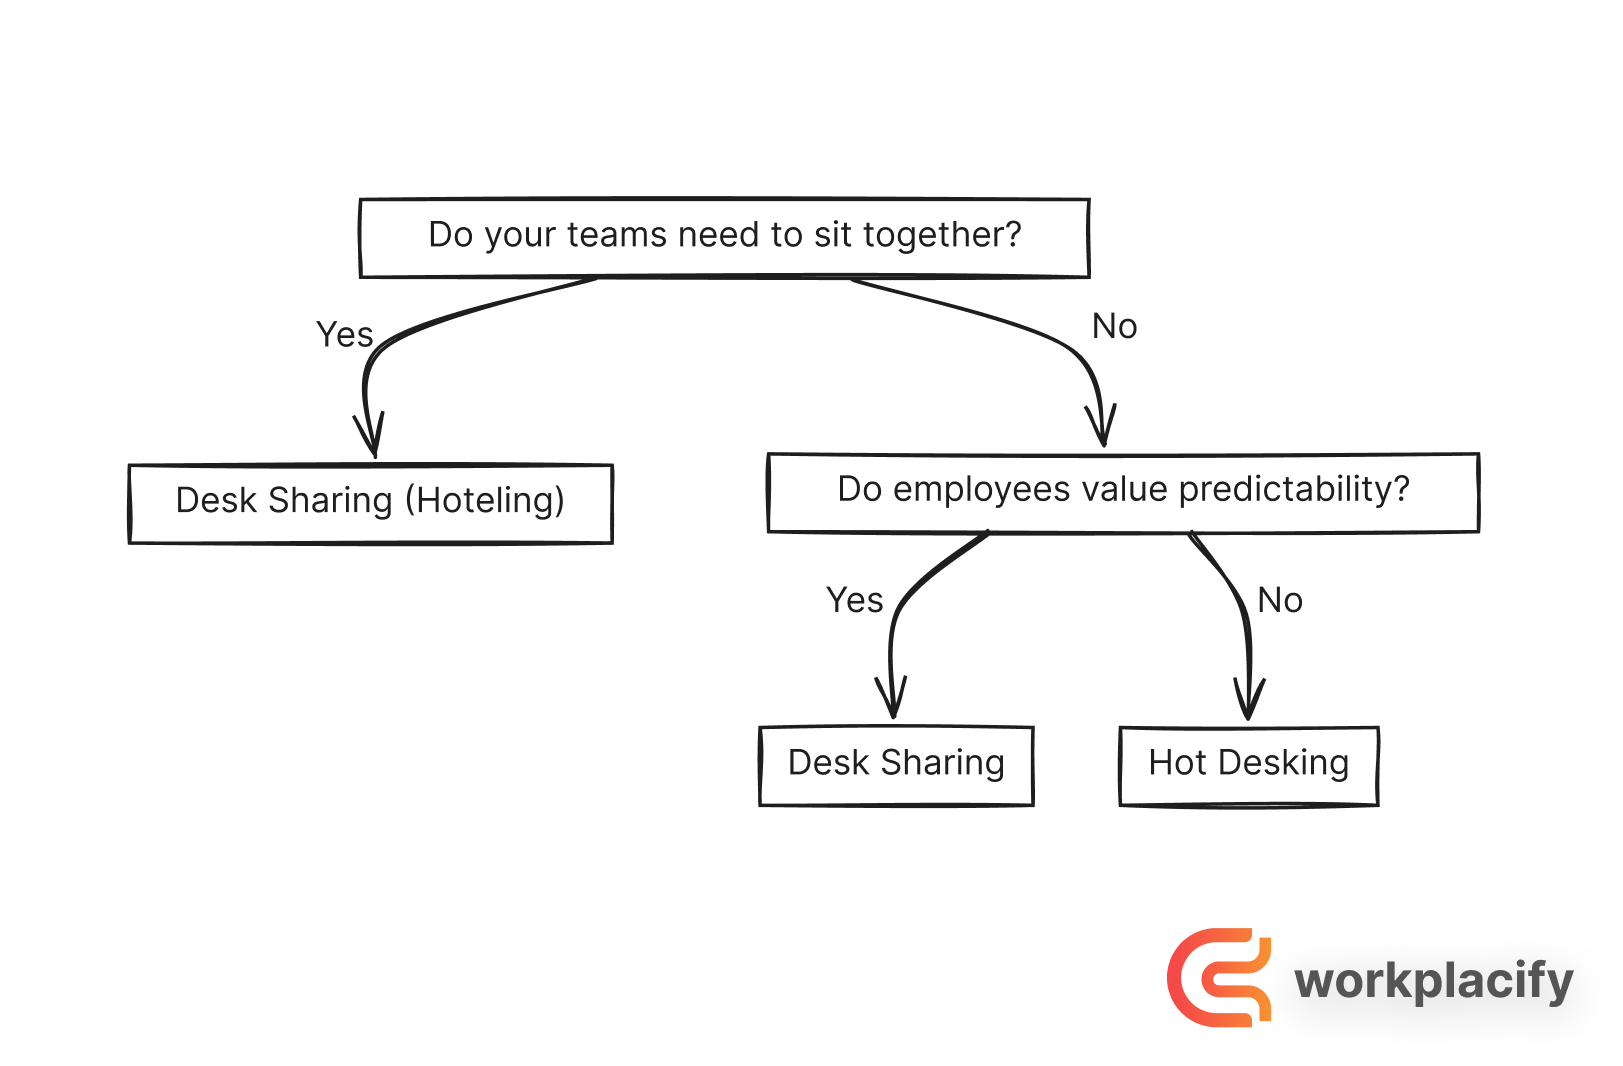 Do your teams need to sit together?
Yes
No
Desk Sharing (Hoteling)
Do employees value predictability?
Yes
No
Desk Sharing
Hot Desking
workplacify